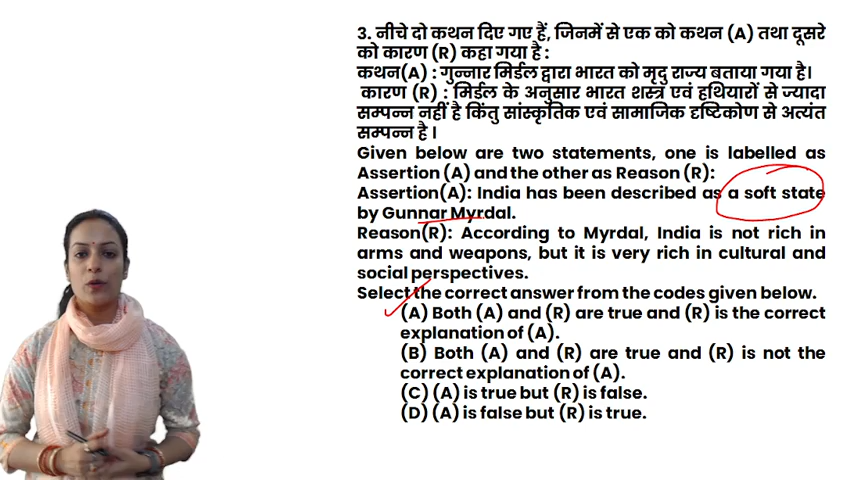 3. नीचे दो कथन दिए गए हैं, जिनमें से एक को कथन (A) तथा दूसरे
को कारण (R) कहा गया है :
कथन(A) : गुन्नार मिर्डल द्वारा भारत को मृदु राज्य बताया गया है।
कारण (R) : मिर्डल के अनुसार भारत शस्त्र एवं हथियारों से ज्यादा
सम्पन्न नहीं है किंतु सांस्कृतिक एवं सामाजिक दृष्टिकोण से अत्यंत
सम्पन्न है ।
Given below are two statements, one is labelled as
Assertion (A) and the other as Reason (R):
Assertion(A): India has been described as a soft state
by Gunnar Myrdal.
Reason(R): According to Myrdal, India is not rich in
arms and weapons, but it is very rich in cultural and
social perspectives.
Select the correct answer from the codes given below.
(A) Both (A) and (R) are true and (R) is the correct
explanation of (A).
(B) Both (A) and (R) are true and (R) is not the
correct explanation of (A).
(C) (A) is true but (R) is false.
(D) (A) is false but (R) is true.